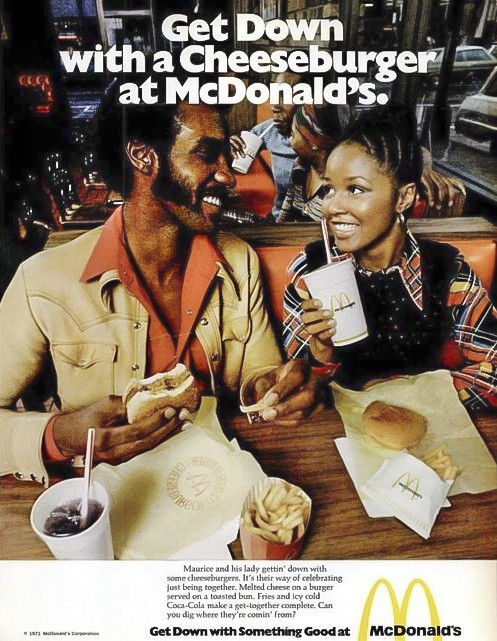 Get Down
with a Cheeseburger
at McDonald's.
Maurice and his lady gettin' down with
some cheeseburgers. It's their way of celebrating
just being together. Melted cheese on a burger
served on a toasted bun. Fries and icy cold
Coca-Cola make a get-together complete. Can
you dig where they're comin' from?
© McDonald's Corporation
Get Down with Something Good at
McDonald's